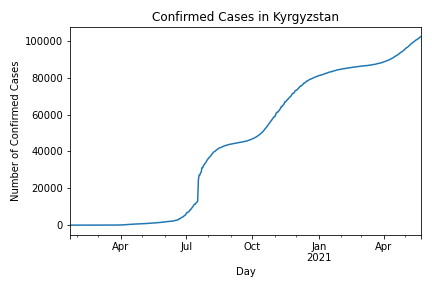 Confirmed Cases in Kyrgyzstan
Number of Confirmed Cases
100000
80000
60000
40000
20000
0
Apr
Jul
Oct
Jan
2021
Apr
Day